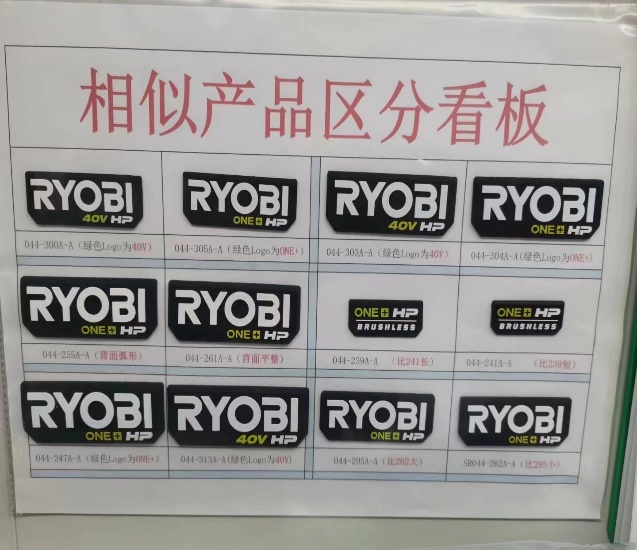 相似产品区分看板
RYOBI
40V HP
RYOBI
ONE+ HP
RYOBI
40V HP
RYOBI
ONE+ HP
044-300A-A（绿色Logo为40V）
044-305A-A（绿色Logo为ONE+）
044-303A-A（绿色Logo为40V）
044-304A-A(绿色Logo为ONE+)
RYOBI
ONE+ HP
RYOBI
ONE+ HP
ONE+ HP
BRUSHLESS
ONE+ HP
BRUSHLESS
044-255A-A（背面弧形）
044-261A-A（背面平整）
044-239A-A （比241长）
044-241A-A （比239短）
RYOBI
ONE+ HP
RYOBI
40V HP
RYOBI
ONE+ HP
RYOBI
ONE+ HP
044-247A-A（绿色Logo为ONE+）
044-313A-A(绿色Logo为40V)
044-295A-A（比262大）
SR044-262A-A（比295小）